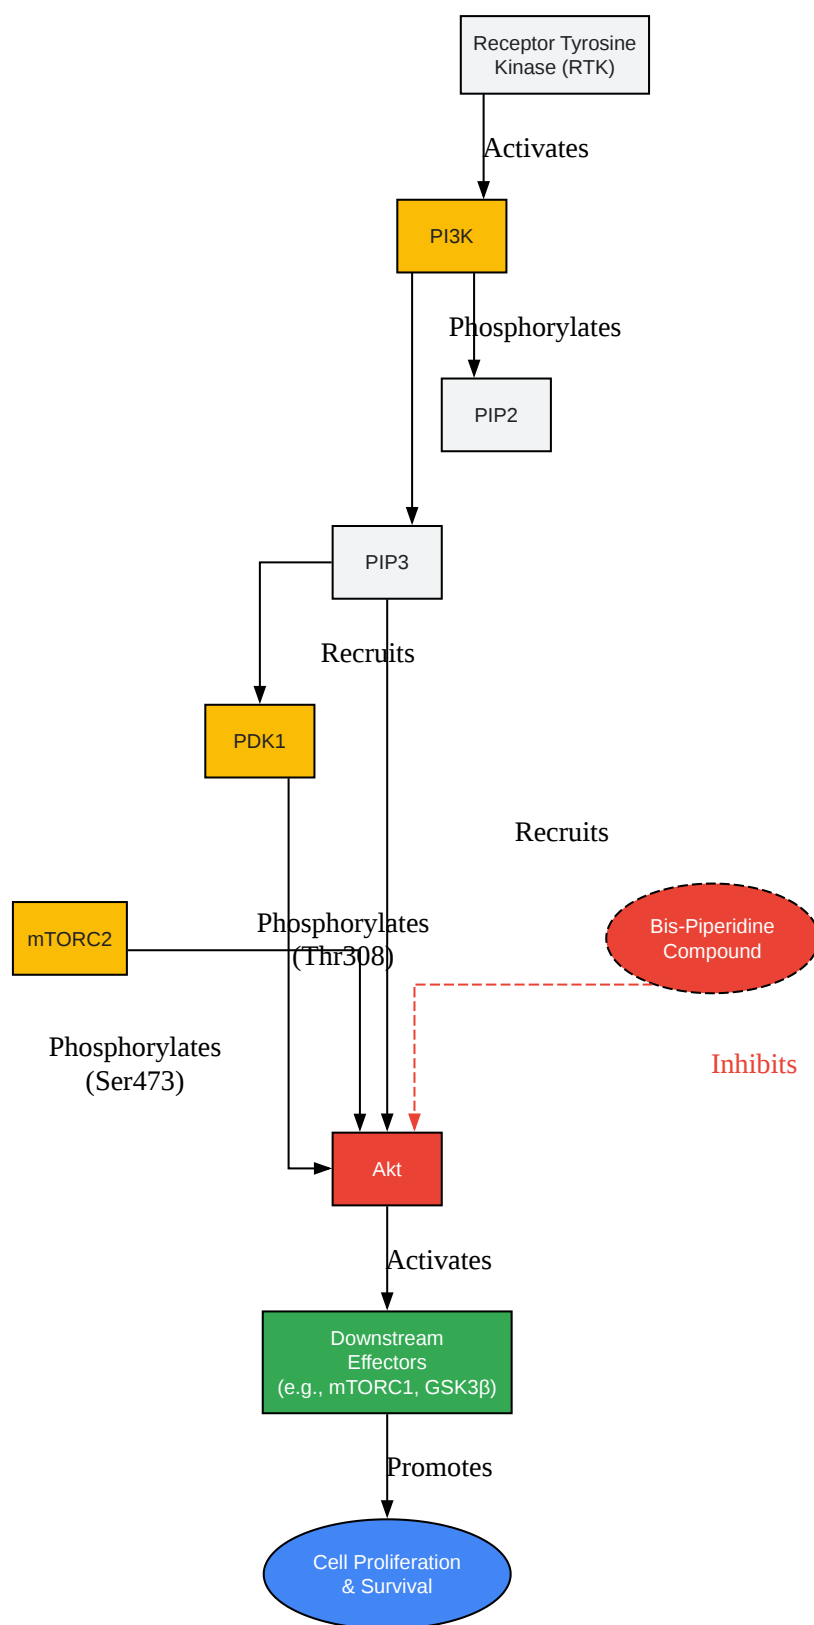 Receptor Tyrosine
Kinase (RTK)
Activates
PI3K
Phosphorylates
PIP2
PIP3
Recruits
PDK1
Recruits
Phosphorylates
(Thr308)
mTORC2
Bis-Piperidine
Compound
Phosphorylates
(Ser473)
Inhibits
Akt
Activates
Downstream
Effectors
(e.g., mTORC1, GSK3β)
Promotes
Cell Proliferation
& Survival